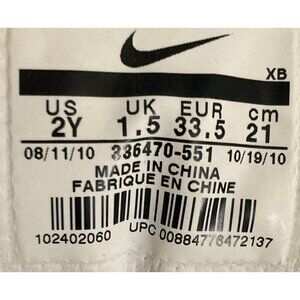 XB
US UK EUR cm
2Y 1.5 33.5 21
08/11/10 336470-551 10/19/10
MADE IN CHINA
FABRIQUE EN CHINE
102402060 UPC 00884776472137